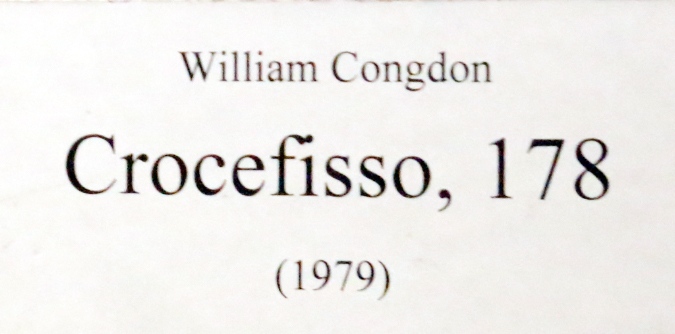 William Congdon
Crocefisso, 178
(1979)